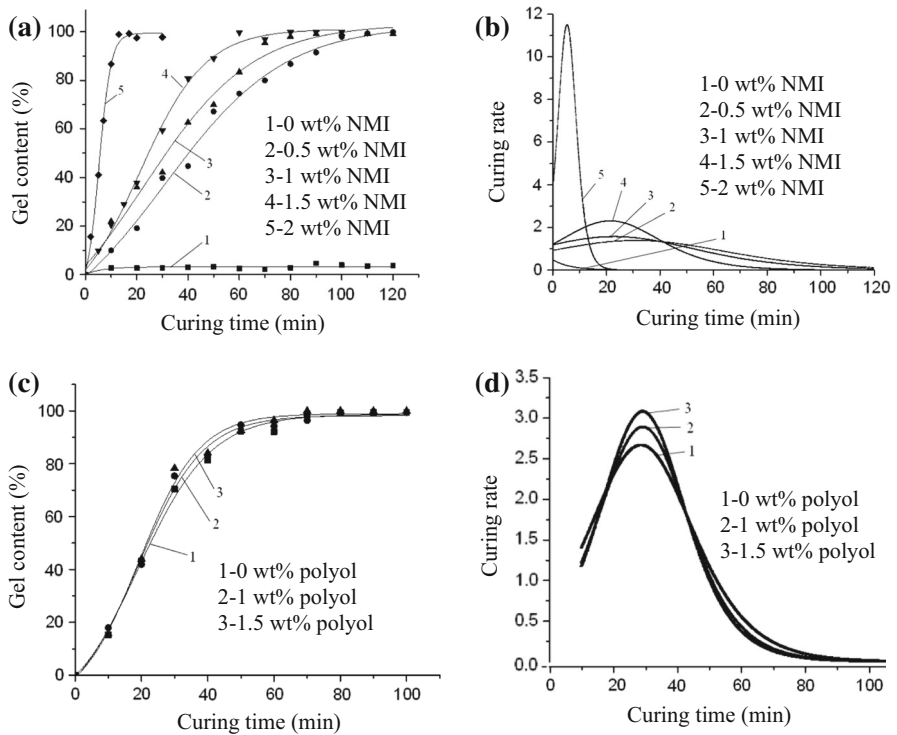 (a)
100
80
60
40
20
0
Gel content (%)
5
4
3
2
1
1-0 wt% NMI
2-0.5 wt% NMI
3-1 wt% NMI
4-1.5 wt% NMI
5-2 wt% NMI
0 20 40 60 80 100 120
Curing time (min)
(b)
12
10
8
6
4
2
0
Curing rate
1-0 wt% NMI
2-0.5 wt% NMI
3-1 wt% NMI
4-1.5 wt% NMI
5-2 wt% NMI
5
4
3
2
1
0 20 40 60 80 100 120
Curing time (min)
(c)
100
80
60
40
20
0
Gel content (%)
3
2
1
1-0 wt% polyol
2-1 wt% polyol
3-1.5 wt% polyol
0 20 40 60 80 100
Curing time (min)
(d)
3.5
3.0
2.5
2.0
1.5
1.0
0.5
0.0
Curing rate
3
2
1
1-0 wt% polyol
2-1 wt% polyol
3-1.5 wt% polyol
0 20 40 60 80 100
Curing time (min)